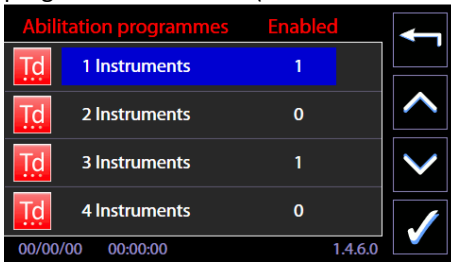 Abilitation programmes Enabled
Td 1 Instruments 1
Td 2 Instruments 0
Td 3 Instruments 1
Td 4 Instruments 0
00/00/00 00:00:00 1.4.6.0